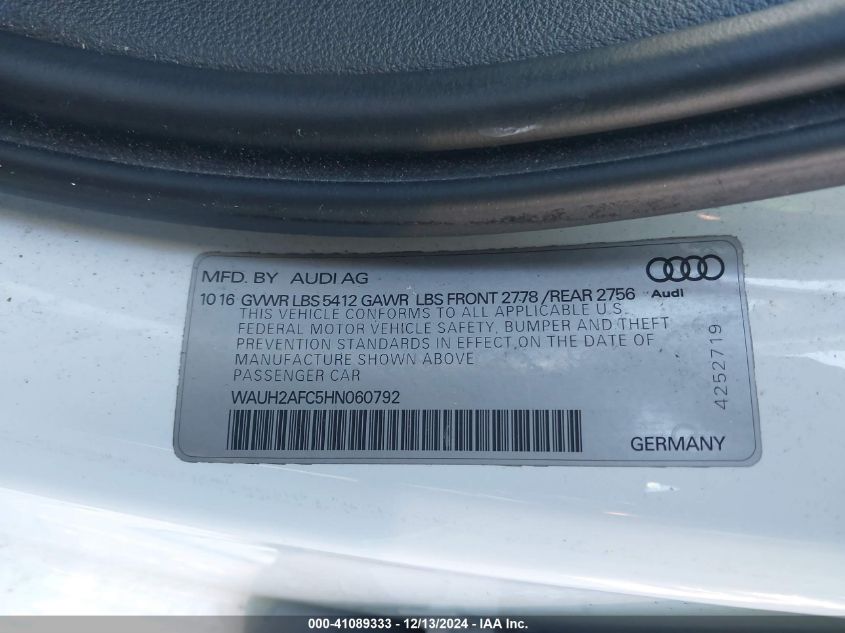 MFD. BY AUDI AG
10 16 GVWR LBS 5412 GAWR LBS FRONT 2778 / REAR 2756
Audi
THIS VEHICLE CONFORMS TO ALL APPLICABLE U.S.
FEDERAL MOTOR VEHICLE SAFETY, BUMPER AND THEFT
PREVENTION STANDARDS IN EFFECT,ON THE DATE OF
MANUFACTURE SHOWN ABOVE
PASSENGER CAR
WAUH2AFC5HN060792
GERMANY
4252719
000-41089333 - 12/13/2024 - IAA Inc.